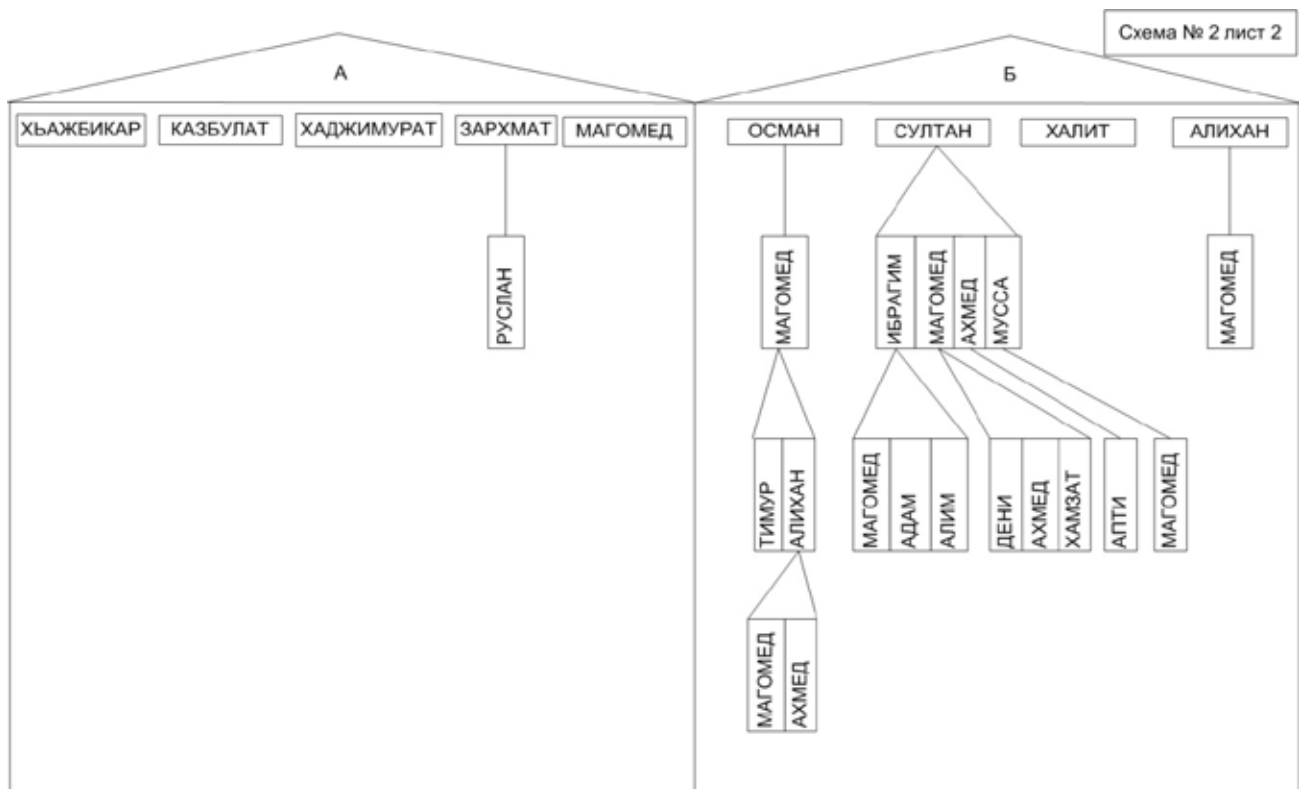 Схема № 2 лист 2
А
Б
ХЬАЖБИКАР
КАЗБУЛАТ
ХАДЖИМУРАТ
ЗАРХМАТ
МАГОМЕД
ОСМАН
СУЛТАН
ХАЛИТ
АЛИХАН
РУСЛАН
МАГОМЕД
ИБРАГИМ
МАГОМЕД
АХМЕД
МУССА
МАГОМЕД
ТИМУР
АЛИХАН
МАГОМЕД
АДАМ
АЛИМ
ДЕНИ
АХМЕД
ХАМЗАТ
АПТИ
МАГОМЕД
МАГОМЕД
АХМЕД